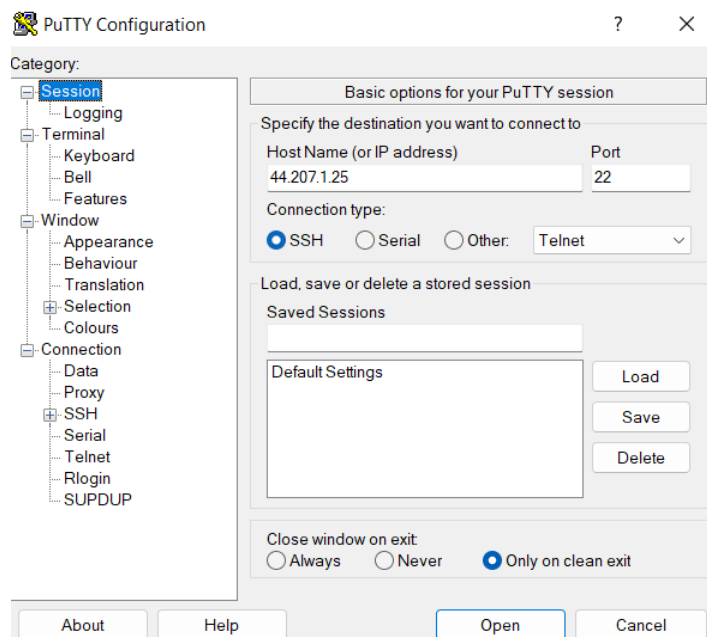 PuTTY Configuration
?
Category:
Session
Logging
Terminal
Keyboard
Bell
Features
Window
Appearance
Behaviour
Translation
Selection
Colours
Connection
Data
Proxy
SSH
Serial
Telnet
Rlogin
SUPDUP
Basic options for your PuTTY session
Specify the destination you want to connect to
Host Name (or IP address) Port
44.207.1.25 22
Connection type:
SSH Serial Other: Telnet
Load, save or delete a stored session
Saved Sessions
Default Settings
Load
Save
Delete
Close window on exit:
Always Never Only on clean exit
About Help Open Cancel